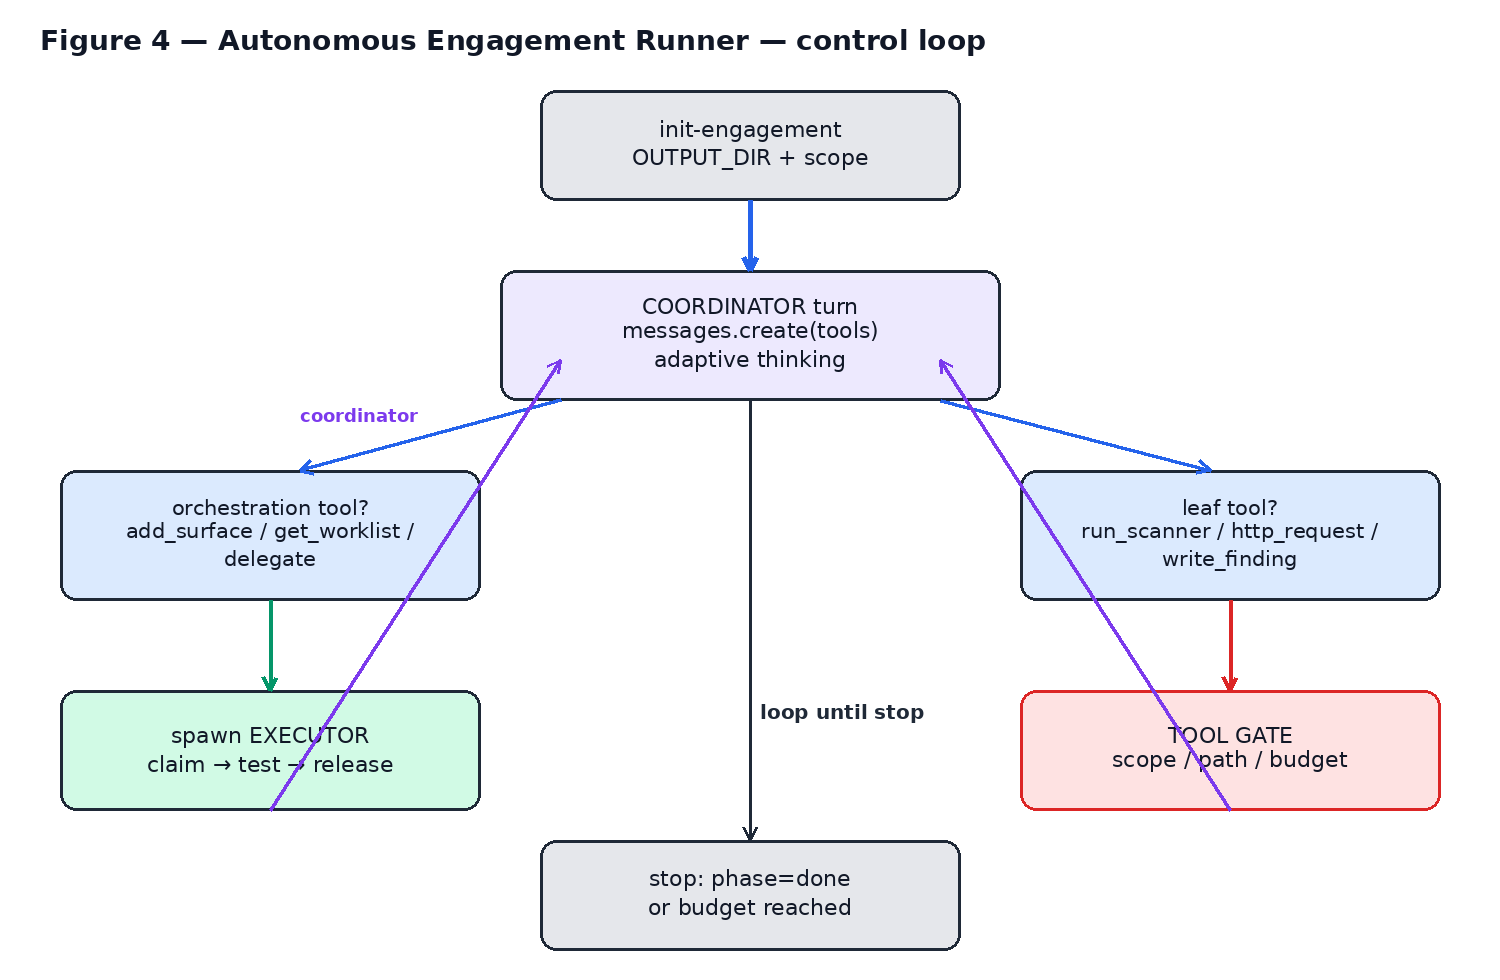 Figure 4 — Autonomous Engagement Runner — control loop
init-engagement
OUTPUT_DIR + scope
COORDINATOR turn
messages.create(tools)
adaptive thinking
coordinator
orchestration tool?
add_surface / get_worklist /
delegate
leaf tool?
run_scanner / http_request /
write_finding
spawn EXECUTOR
claim → test → release
loop until stop
TOOL GATE
scope / path / budget
stop: phase=done
or budget reached